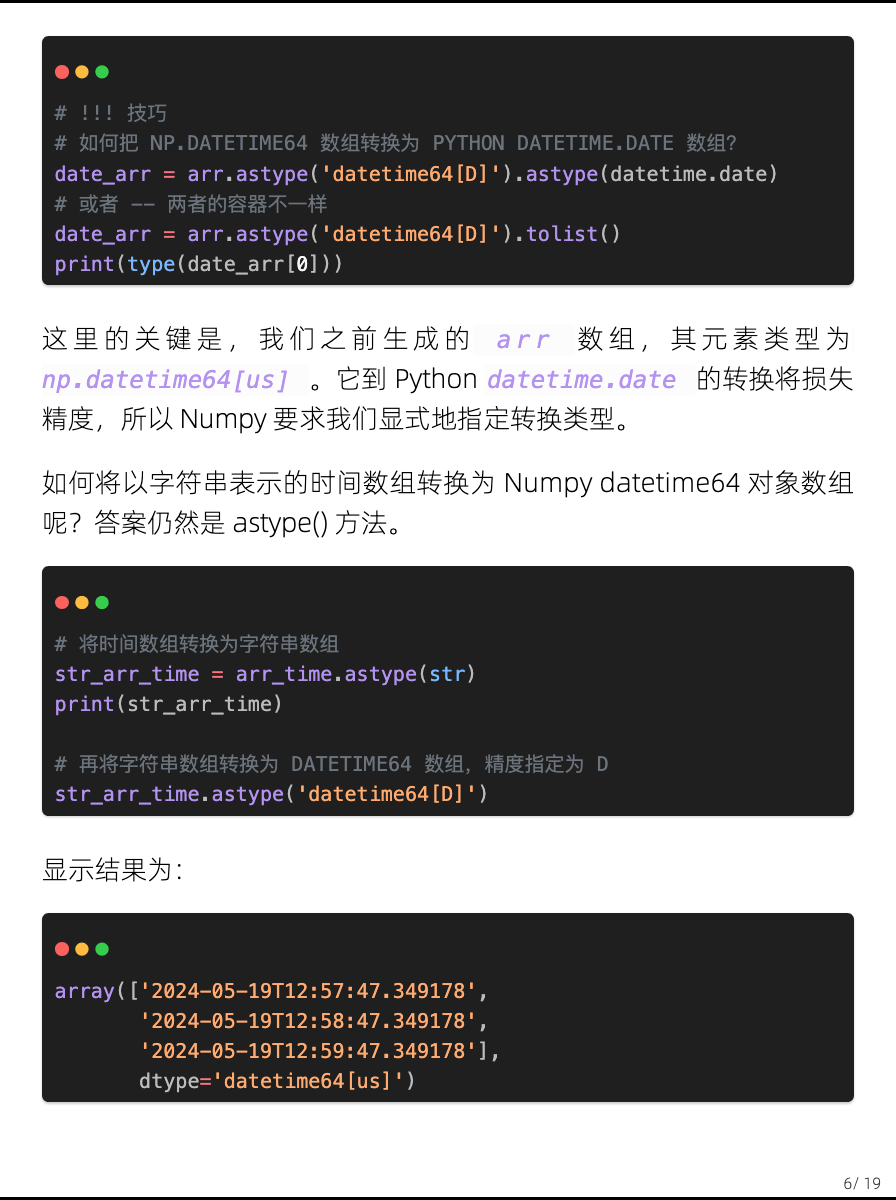 # !!! 技巧
# 如何把 NP.DATETIME64 数组转换为 PYTHON DATETIME.DATE 数组？
date_arr = arr.astype('datetime64[D]').astype(datetime.date)
# 或者 -- 两者的容器不一样
date_arr = arr.astype('datetime64[D]').tolist()
print(type(date_arr[0]))
这里的关键是，我们之前生成的 arr 数组，其元素类型为
np.datetime64[us] 。它到 Python datetime.date 的转换将损失
精度，所以 Numpy 要求我们显式地指定转换类型。
如何将以字符串表示的时间数组转换为 Numpy datetime64 对象数组
呢？答案仍然是 astype() 方法。
# 将时间数组转换为字符串数组
str_arr_time = arr_time.astype(str)
print(str_arr_time)
# 再将字符串数组转换为 DATETIME64 数组，精度指定为 D
str_arr_time.astype('datetime64[D]')
显示结果为：
array(['2024-05-19T12:57:47.349178',
'2024-05-19T12:58:47.349178',
'2024-05-19T12:59:47.349178'],
dtype='datetime64[us]')
6/ 19